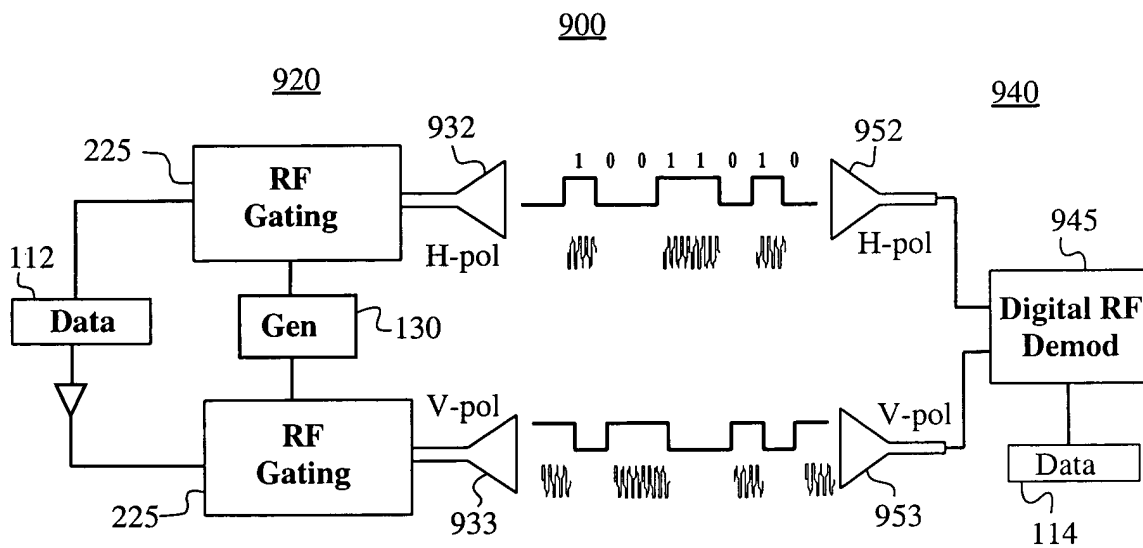 900
920
940
225
932
1 0 0 1 1 0 1 0
952
RF
Gating
H-pol
H-pol
945
112
Data
Gen
130
Digital RF
Demod
V-pol
V-pol
RF
Gating
Data
225
933
953
114